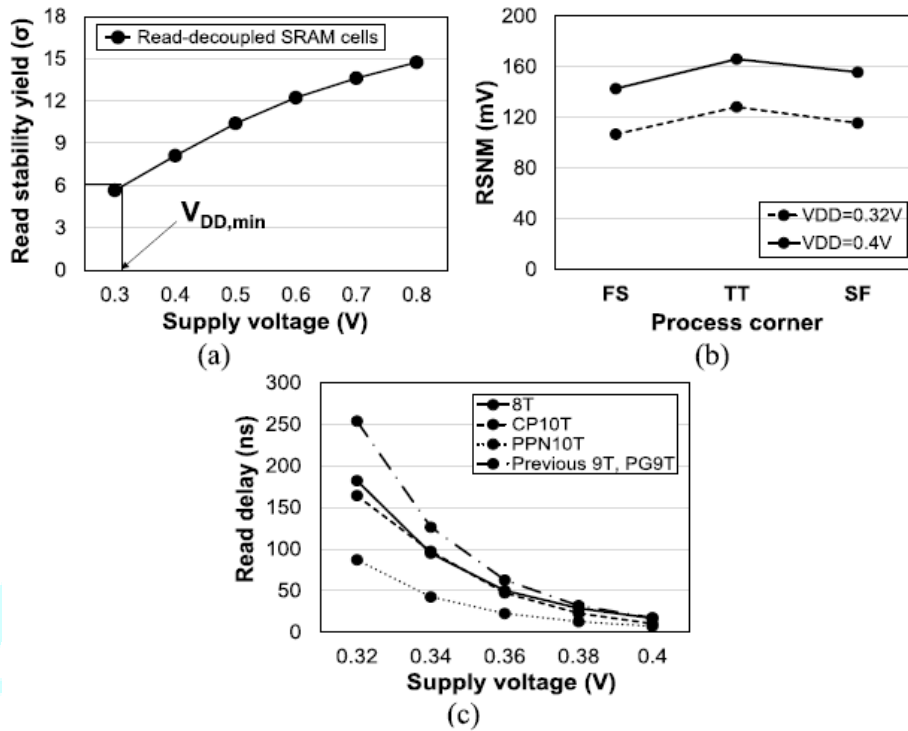 18
15
12
9
6
3
0
Read stability yield (σ)
Read-decoupled SRAM cells
V_DD,min
0.3 0.4 0.5 0.6 0.7 0.8
Supply voltage (V)
(a)
200
160
120
80
40
0
RSNM (mV)
VDD=0.32V
VDD=0.4V
FS TT SF
Process corner
(b)
300
250
200
150
100
50
0
Read delay (ns)
8T
CP10T
PPN10T
Previous 9T, PG9T
0.32 0.34 0.36 0.38 0.4
Supply voltage (V)
(c)